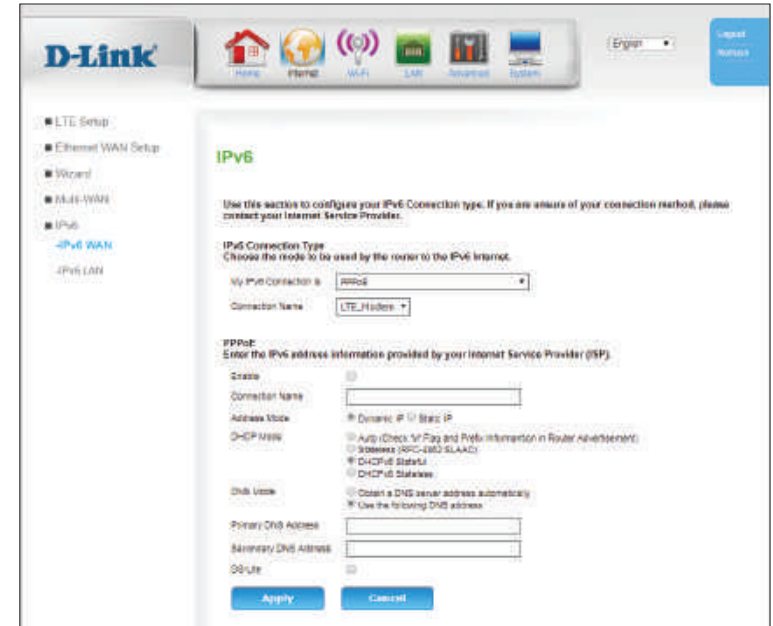 D-Link
Home Internet Wi-Fi LAN Advanced System
English
Logout
LTE Setup
Ethernet WAN Setup
Wizard
Multi-WAN
IPv6
-IPv6 WAN
-IPv6 LAN
IPv6
Use this section to configure your IPv6 Connection type. If you are unsure of your connection method, please
contact your Internet Service Provider.
IPv6 Connection Type
Choose the mode to be used by the router to the IPv6 Internet.
My IPv6 Connection is PPPoE
Connection Name LTE_Modem
PPPoE
Enter the IPv6 address information provided by your Internet Service Provider (ISP).
Enable
Connection Name
Address Mode Dynamic IP Static IP
DHCP Mode Auto (Check 'M' Flag and Prefix Information in Router Advertisement)
Stateless (RFC-4862 SLAAC)
DHCPv6 Stateful
DHCPv6 Stateless
DNS Mode Obtain a DNS server address automatically
Use the following DNS address
Primary DNS Address
Secondary DNS Address
DS-Lite
Apply Cancel